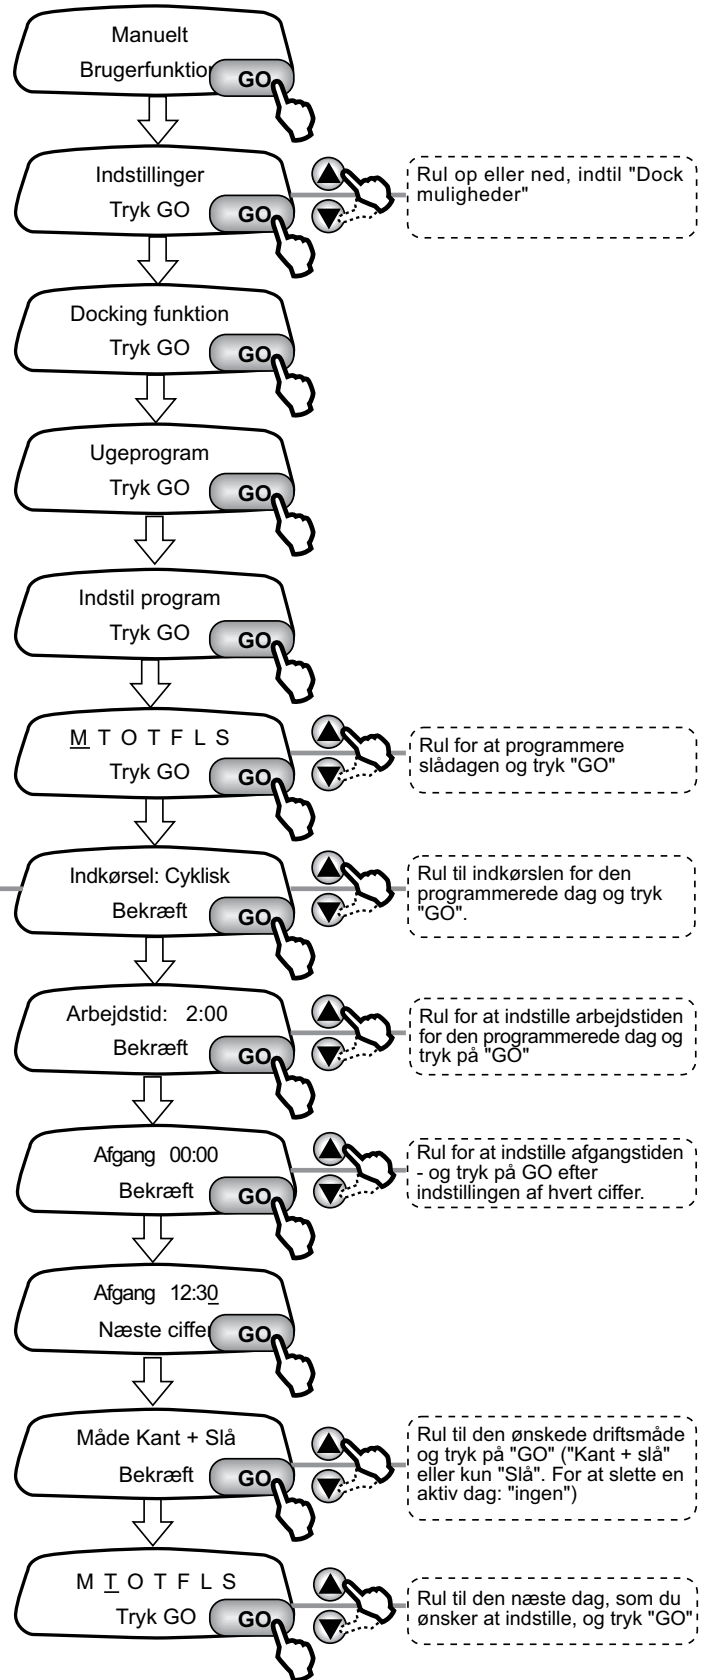 Manuelt
Brugerfunktion
GO
Indstillinger
Tryk GO
GO
Rul op eller ned, indtil "Dock
muligheder"
Docking funktion
Tryk GO
GO
Ugeprogram
Tryk GO
GO
Indstil program
Tryk GO
GO
M T O T F L S
Tryk GO
GO
Rul for at programmere
slådagen og tryk "GO"
Indkørsel: Cyklisk
Bekræft
GO
Rul til indkørslen for den
programmerede dag og tryk
"GO".
Arbejdstid: 2:00
Bekræft
GO
Rul for at indstille arbejdstiden
for den programmerede dag og
tryk på "GO"
Afgang 00:00
Bekræft
GO
Rul for at indstille afgangstiden
- og tryk på GO efter
indstillingen af hvert ciffer.
Afgang 12:30
Næste ciffer
GO
Måde Kant + Slå
Bekræft
GO
Rul til den ønskede driftsmåde
og tryk på "GO" ("Kant + slå"
eller kun "Slå". For at slette en
aktiv dag: "ingen")
M T O T F L S
Tryk GO
GO
Rul til den næste dag, som du
ønsker at indstille, og tryk "GO"